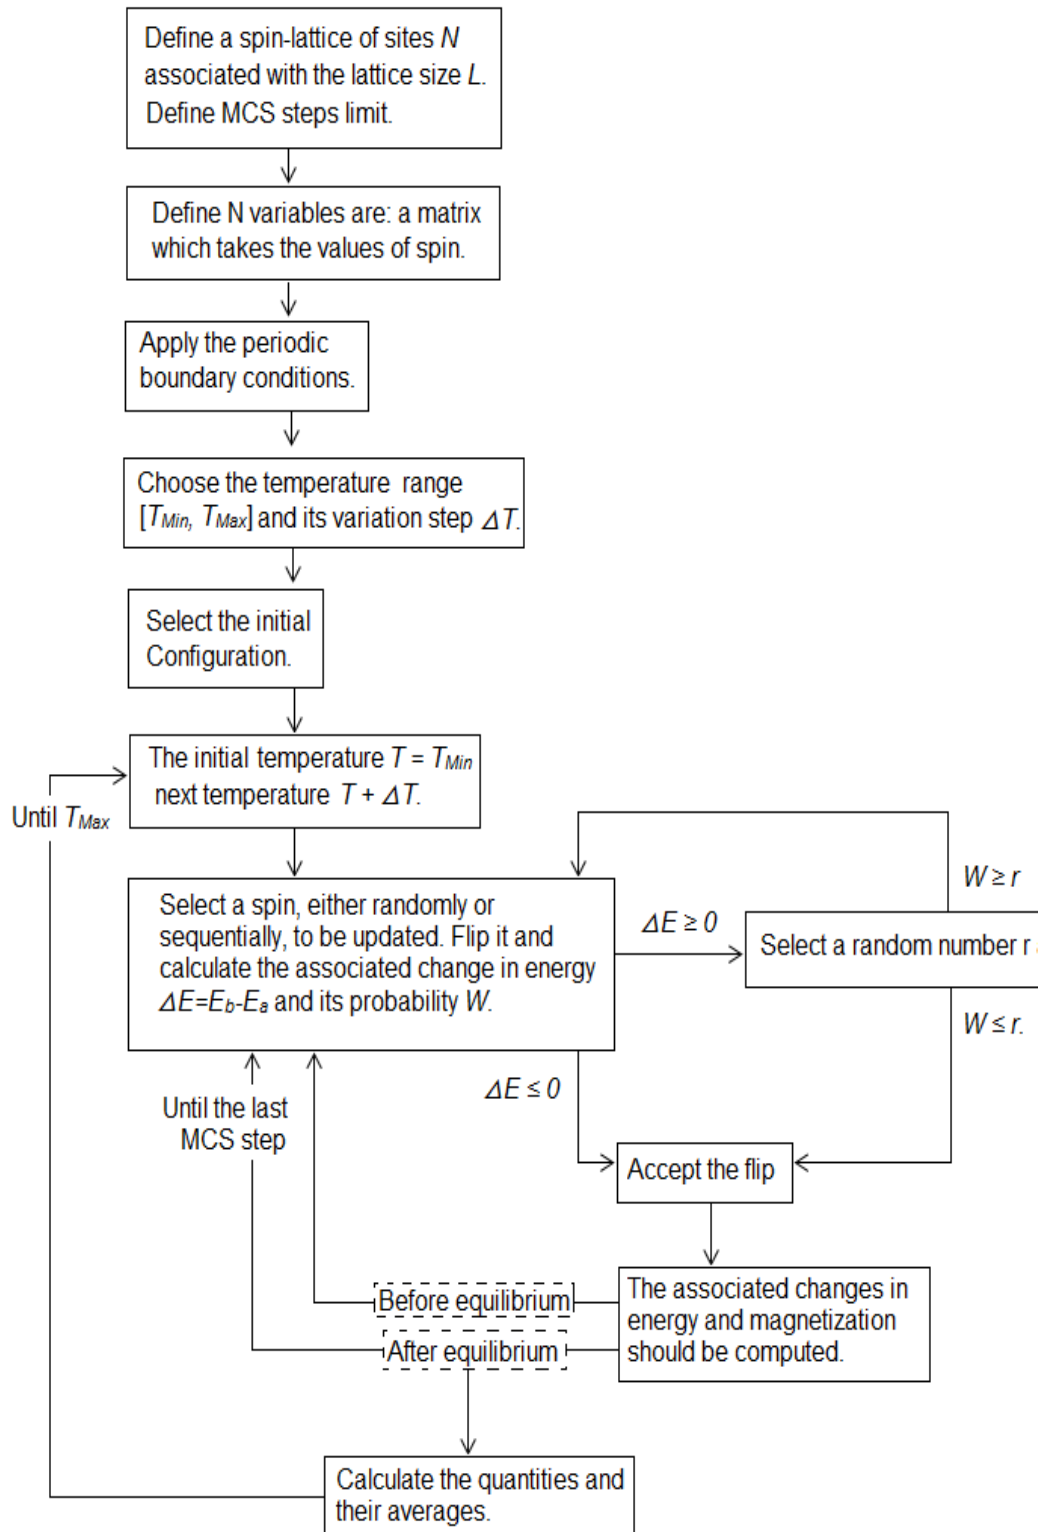 Define a spin-lattice of sites N
associated with the lattice size L.
Define MCS steps limit.
Define N variables are: a matrix
which takes the values of spin.
Apply the periodic
boundary conditions.
Choose the temperature range
[TMin, TMax] and its variation step ΔT.
Select the initial
Configuration.
The initial temperature T = TMin
next temperature T + ΔT.
Until TMax
Select a spin, either randomly or
sequentially, to be updated. Flip it and
calculate the associated change in energy
ΔE=Eb-Ea and its probability W.
ΔE ≥ 0
W ≥ r
Select a random number r
W ≤ r.
ΔE ≤ 0
Until the last
MCS step
Accept the flip
The associated changes in
energy and magnetization
should be computed.
Before equilibrium
After equilibrium
Calculate the quantities and
their averages.